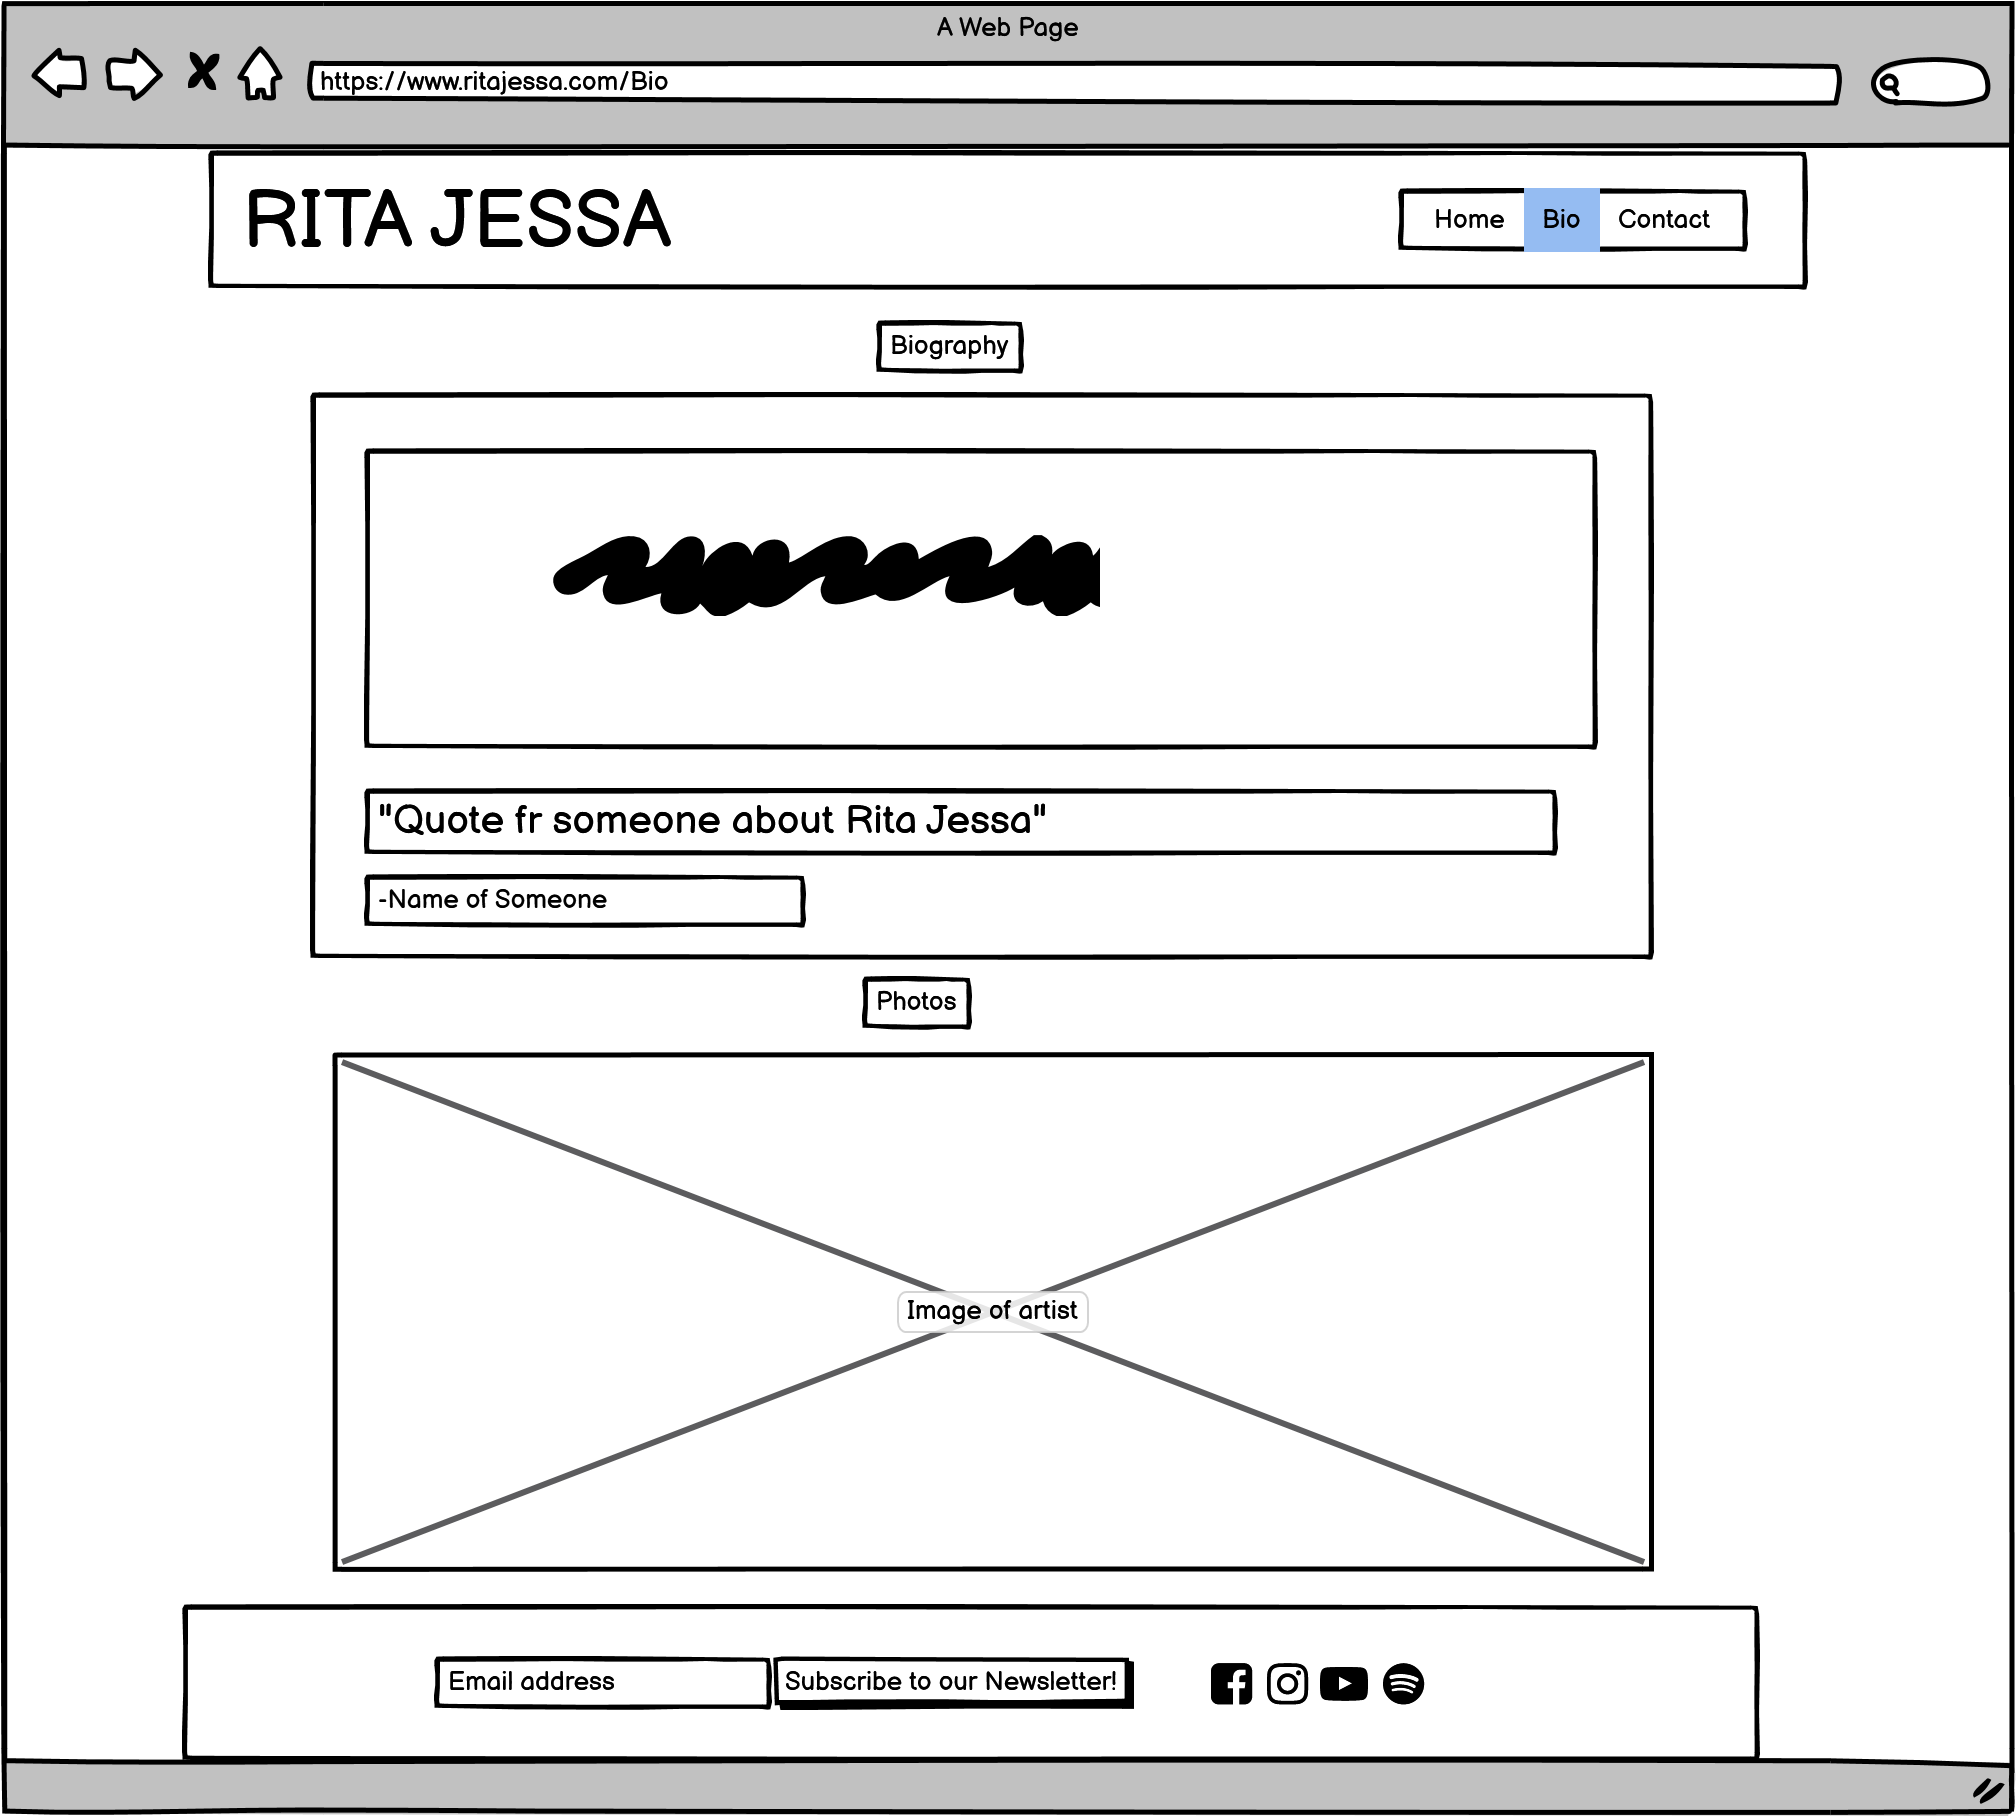 A Web Page
https://www.ritajessa.com/Bio
RITA JESSA
Home Bio Contact
Biography
"Quote fr someone about Rita Jessa"
-Name of Someone
Photos
Image of artist
Email address Subscribe to our Newsletter!